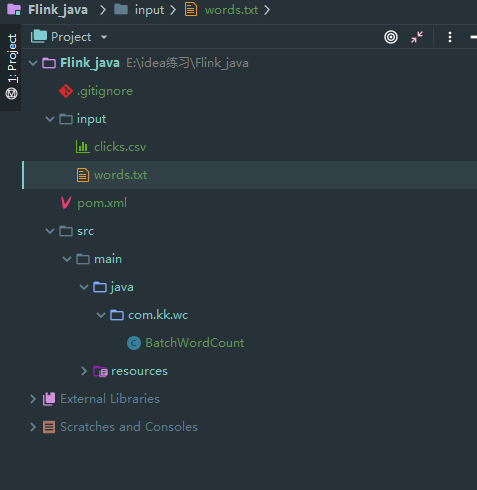 Flink_java > input > words.txt >
1: Project
Project
Flink_java E:\idea练习\Flink_java
.gitignore
input
clicks.csv
words.txt
pom.xml
src
main
java
com.kk.wc
BatchWordCount
resources
External Libraries
Scratches and Consoles